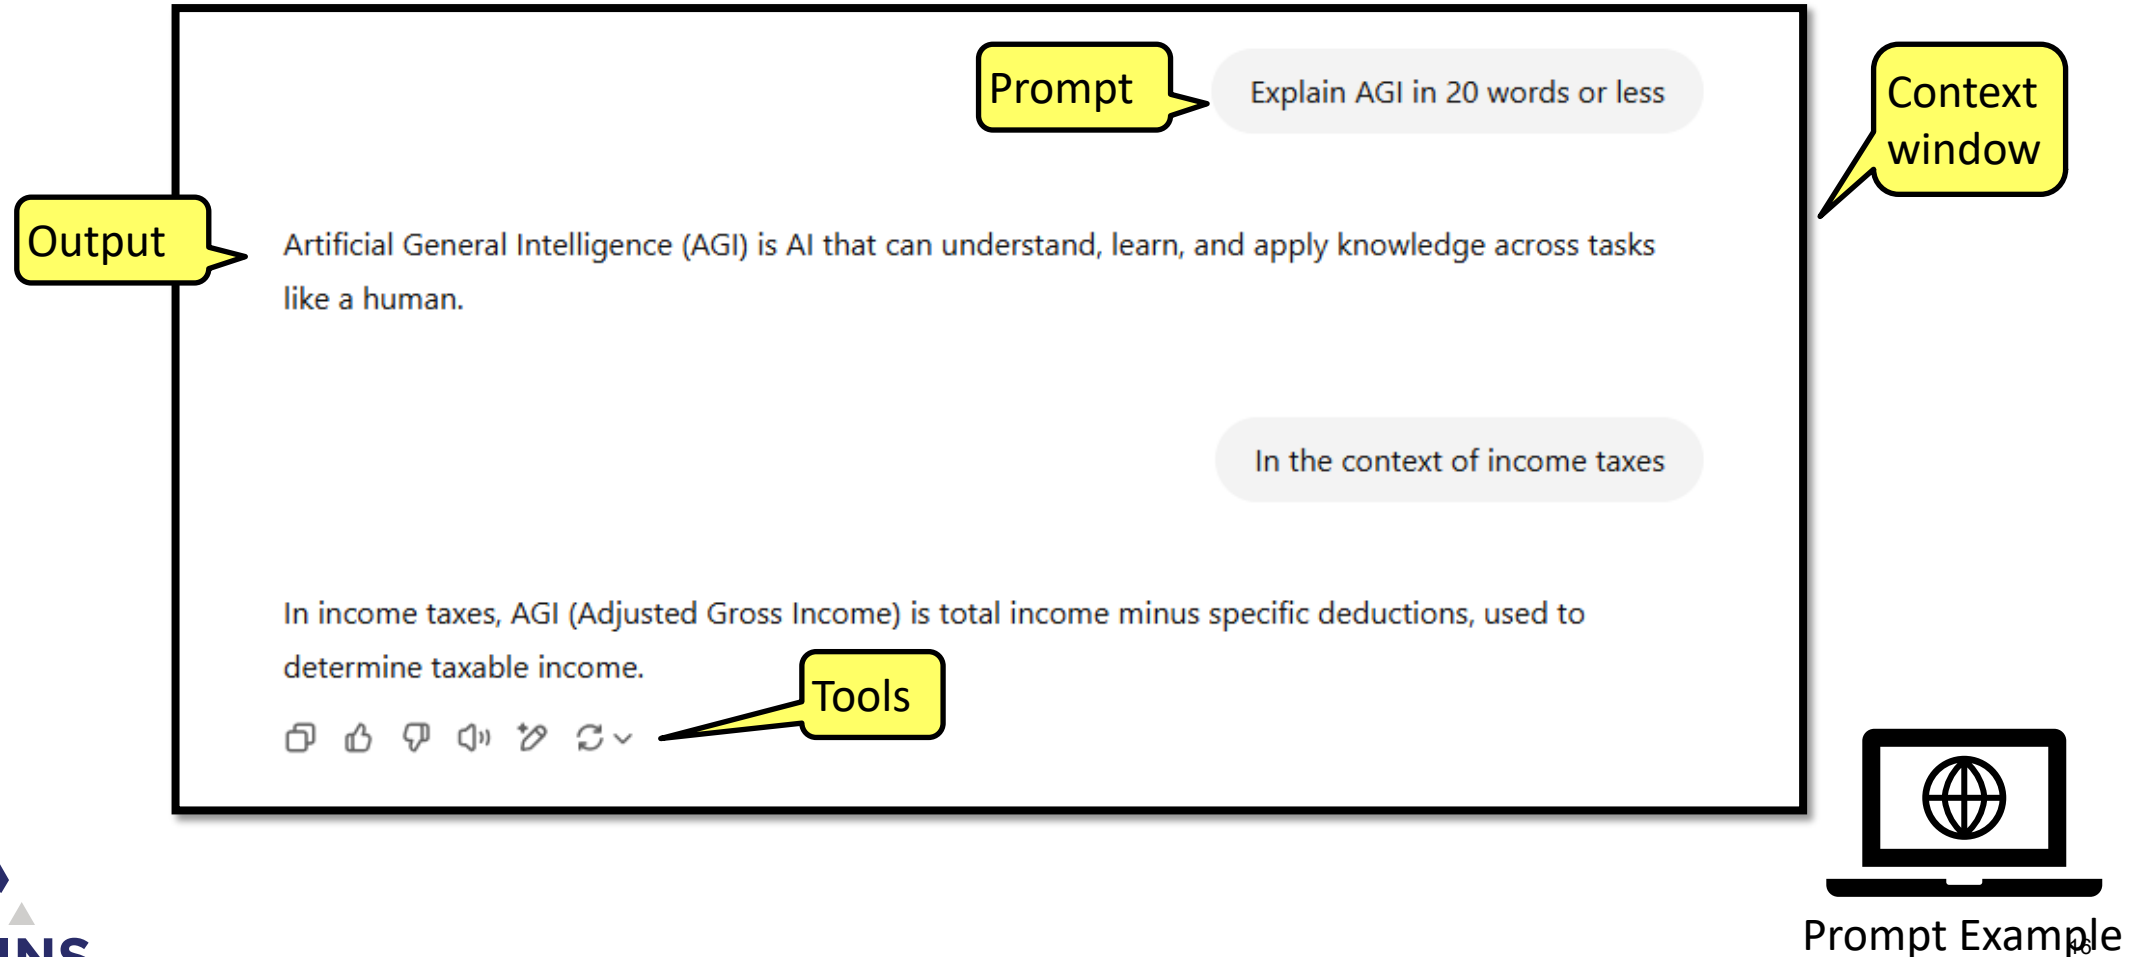 Prompt
Explain AGI in 20 words or less
Context
window
Output
Artificial General Intelligence (AGI) is AI that can understand, learn, and apply knowledge across tasks
like a human.
In the context of income taxes
In income taxes, AGI (Adjusted Gross Income) is total income minus specific deductions, used to
determine taxable income.
Tools
Prompt Example
16